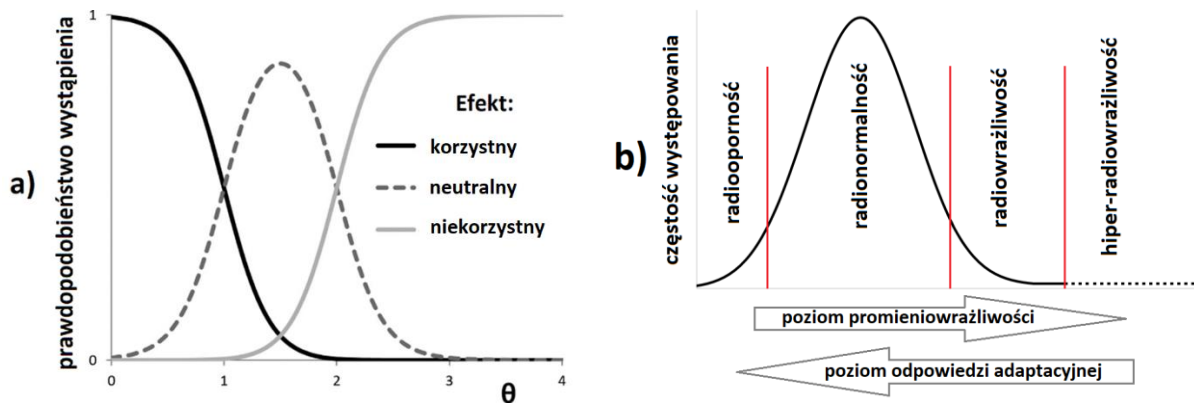 a)
prawdopodobieństwo wystąpienia
1
0
0
1
2
3
4
θ
Efekt:
korzystny
neutralny
niekorzystny
b)
częstość występowania
radiooporność
radionormalność
radiowrażliwość
hiper-radiowrażliwość
poziom promieniowrażliwości
poziom odpowiedzi adaptacyjnej